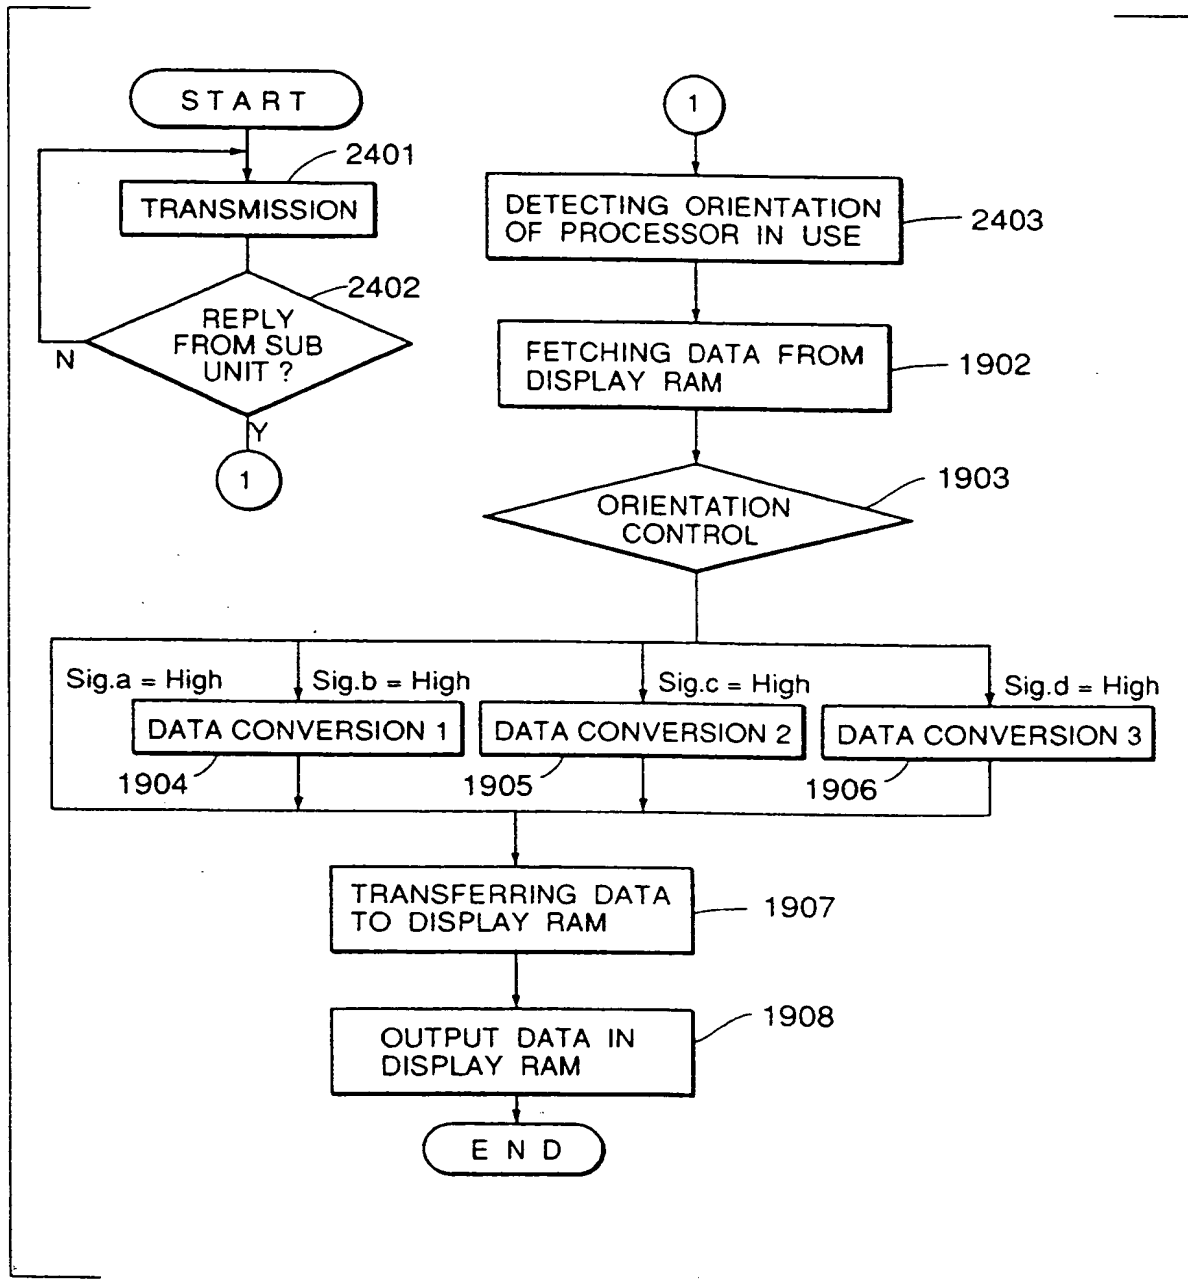 START
2401
TRANSMISSION
2402
REPLY
FROM SUB
UNIT ?
N
Y
1
1
DETECTING ORIENTATION
OF PROCESSOR IN USE
2403
FETCHING DATA FROM
DISPLAY RAM
1902
1903
ORIENTATION
CONTROL
Sig.a = High
Sig.b = High
Sig.c = High
Sig.d = High
DATA CONVERSION 1
DATA CONVERSION 2
DATA CONVERSION 3
1904
1905
1906
TRANSFERRING DATA
TO DISPLAY RAM
1907
OUTPUT DATA IN
DISPLAY RAM
1908
END